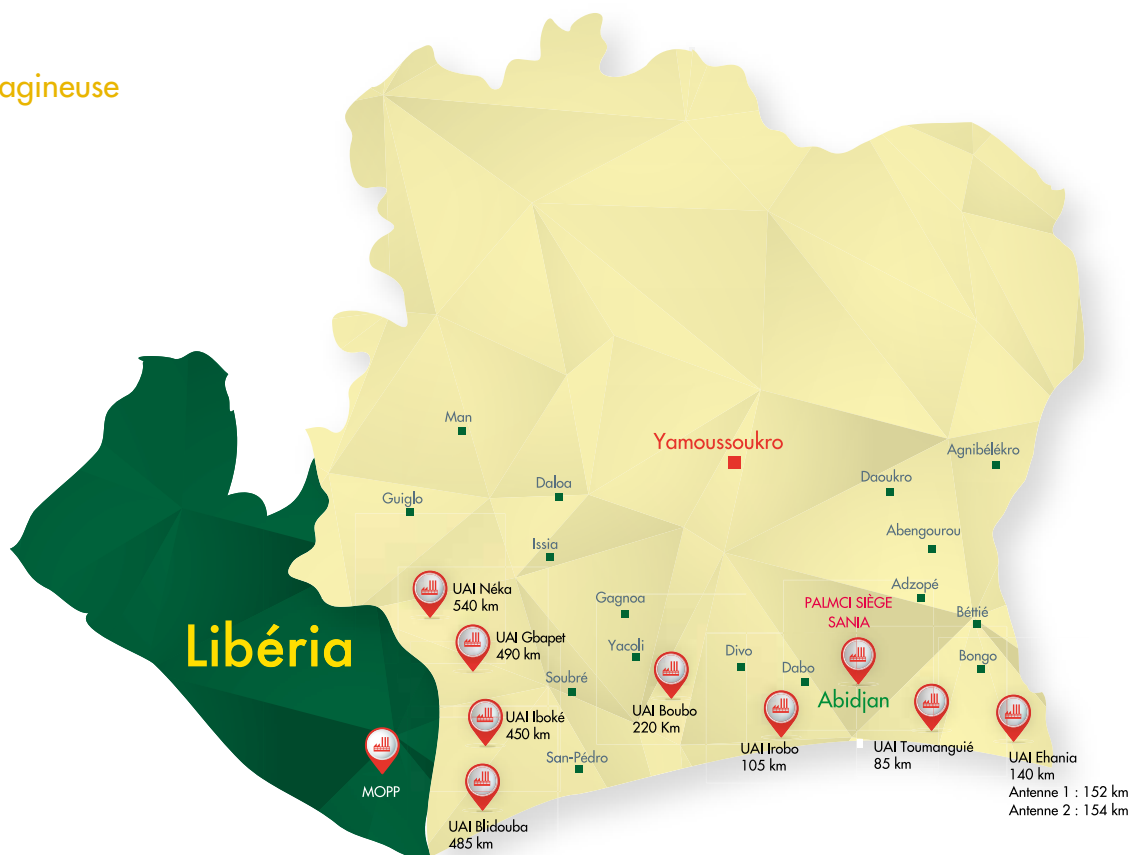 agineuse
Man
Yamoussoukro
Agnibélékro
Daloa
Daoukro
Guiglo
Abengourou
Issia
UAI Néka
540 km
Adzopé
Gagnoa
PALMCI SIÈGE
SANIA
Béttié
Libéria
UAI Gbapet
490 km
Yacoli
Divo
Bongo
Dabo
Soubré
Abidjan
UAI Iboké
450 km
UAI Boubo
220 Km
UAI Irobo
105 km
UAI Toumanguié
85 km
San-Pédro
UAI Ehania
140 km
Antenne 1 : 152 km
Antenne 2 : 154 km
MOPP
UAI Blidouba
485 km